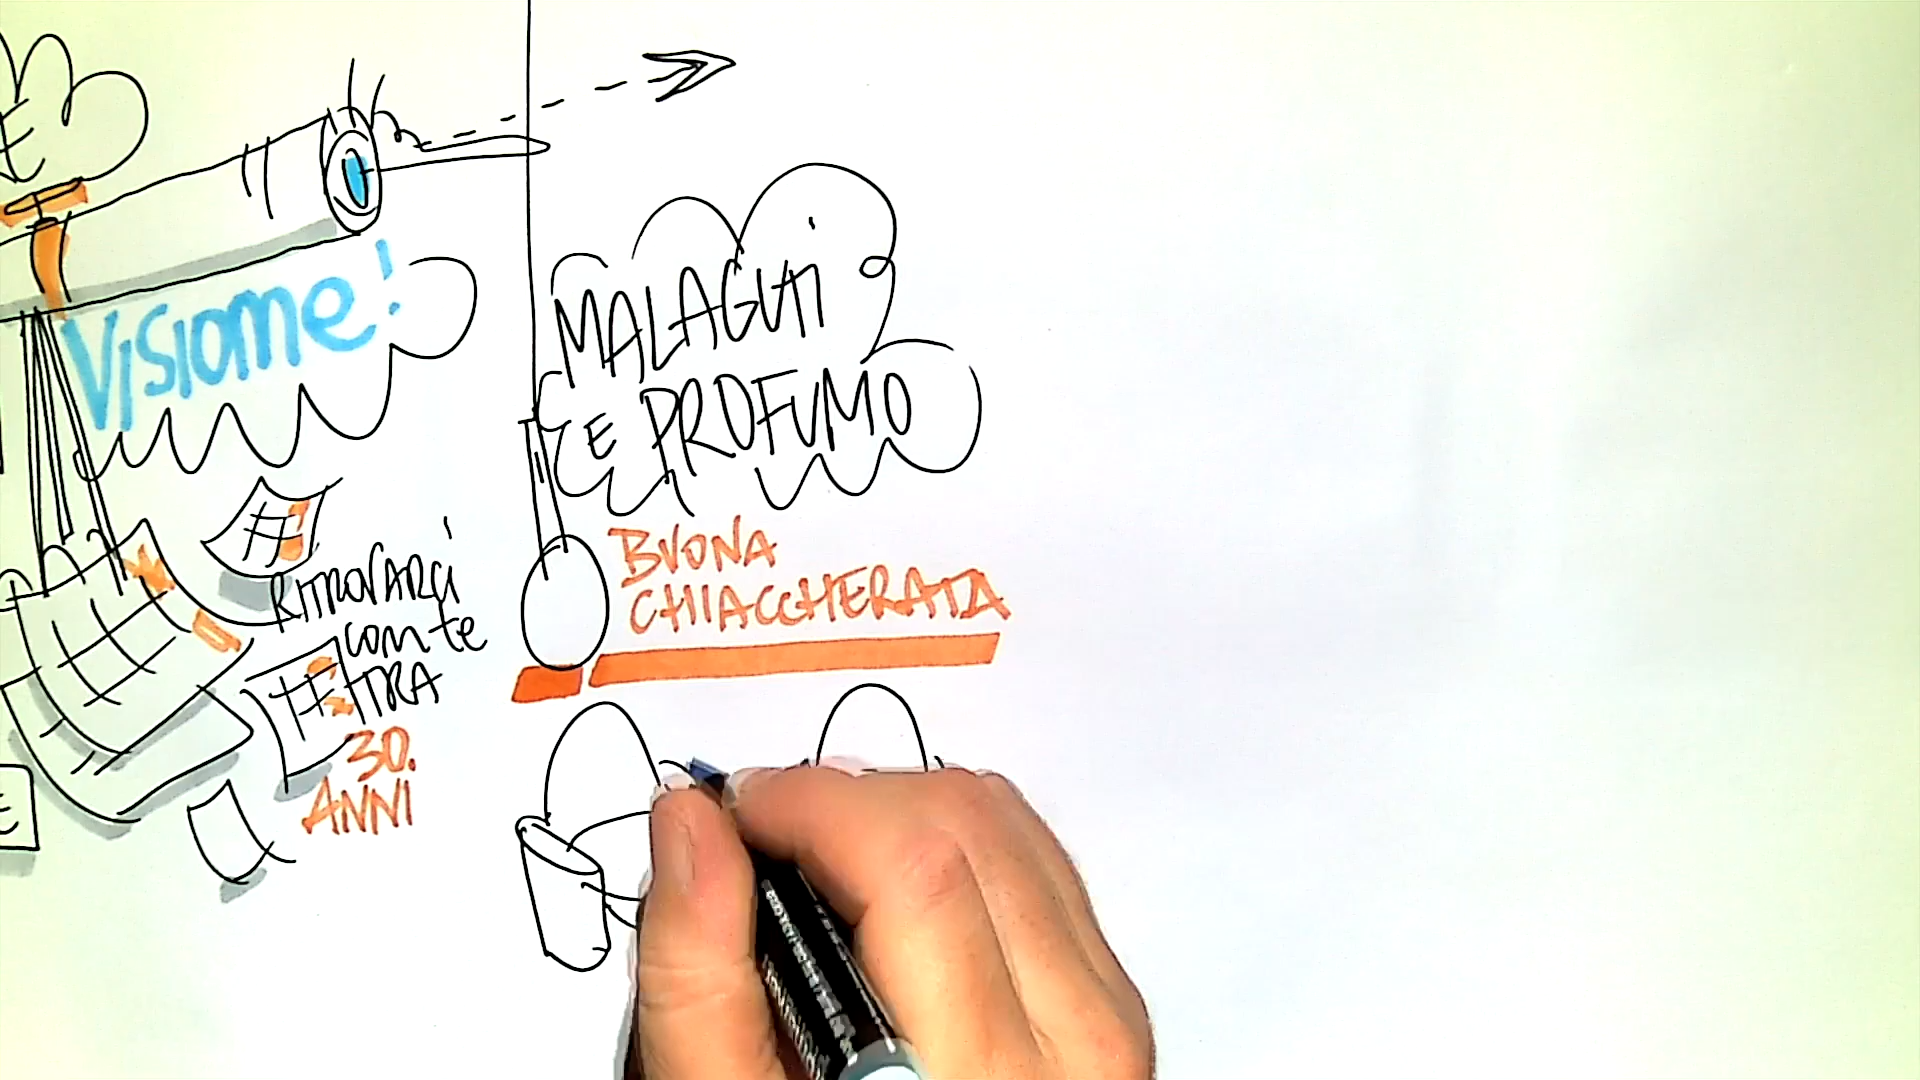 VISIONE!
RITROVARCI
con te
TRA
30.
ANNI
MALAGUTI
E PROFUMO
BUONA
CHIACCHERATA